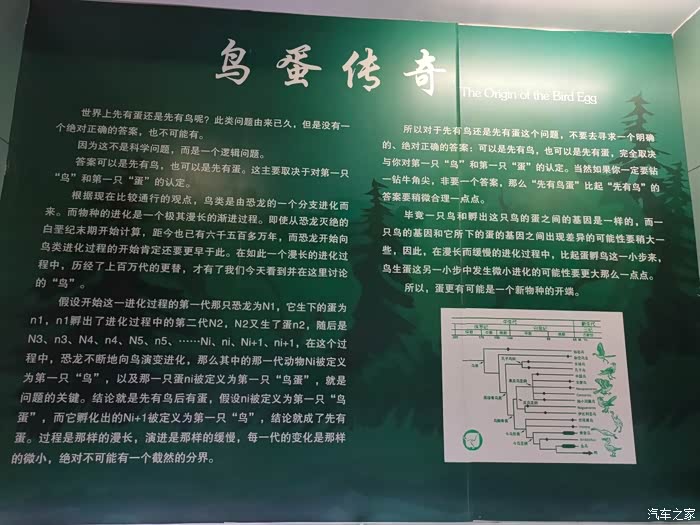 鸟蛋传奇
The Origin of the Bird Egg
世界上先有蛋还是先有鸟呢？此类问题由来已久，但是没有一
个绝对正确的答案，也不可能有。
因为这不是科学问题，而是一个逻辑问题。
答案可以是先有鸟，也可以是先有蛋。这主要取决于对第一只
“鸟”和第一只“蛋”的认定。
根据现在比较通行的观点，鸟类是由恐龙的一个分支进化而
来。而物种的进化是一个极其漫长的渐进过程。即使从恐龙灭绝的
白垩纪末期开始计算，距今也已有六千五百多万年，而恐龙开始向
鸟类进化过程的开始肯定还要更早于此。在如此一个漫长的进化过
程中，历经了上百万代的更替，才有了我们今天看到并在这里讨论
的“鸟”。
假设开始这一进化过程的第一代那只恐龙为N1，它生下的蛋为
n1，n1孵出了进化过程中的第二代N2，N2又生了蛋n2，随后是
N3、n3、N4、n4、N5、n5、……Ni、ni、Ni+1、ni+1，在这个过
程中，恐龙不断地向鸟演变进化，那么其中的那一代动物Ni被定义
为第一只“鸟”，以及那一只蛋ni被定义为第一只“鸟蛋”，就是
问题的关键。结论就是先有鸟后有蛋，假设ni被定义为第一只“鸟
蛋”，而它孵化出的Ni+1被定义为第一只“鸟”，结论就成了先有
蛋。过程是那样的漫长，演进是那样的缓慢，每一代的变化是那样
的微小，绝对不可能有一个截然的分界。
所以对于先有鸟还是先有蛋这个问题，不要去寻求一个明确
的、绝对正确的答案：可以是先有鸟，也可以是先有蛋，完全取决
与你对第一只“鸟”和第一只“蛋”的认定。当然如果你一定要钻
一钻牛角尖，非要一个答案，那么“先有鸟蛋”比起“先有鸟”的
答案要稍微合理一点点。
毕竟一只鸟和孵出这只鸟的蛋之间的基因是一样的，而一
只鸟的基因和它所下的蛋的基因之间出现差异的可能性要稍大一
些，因此，在漫长而缓慢的进化过程中，比起蛋孵鸟这一小步来，
鸟生蛋这另一小步中发生微小进化的可能性要更大那么一点点。
所以，蛋更有可能是一个新物种的开端。
中生代
汽车之家